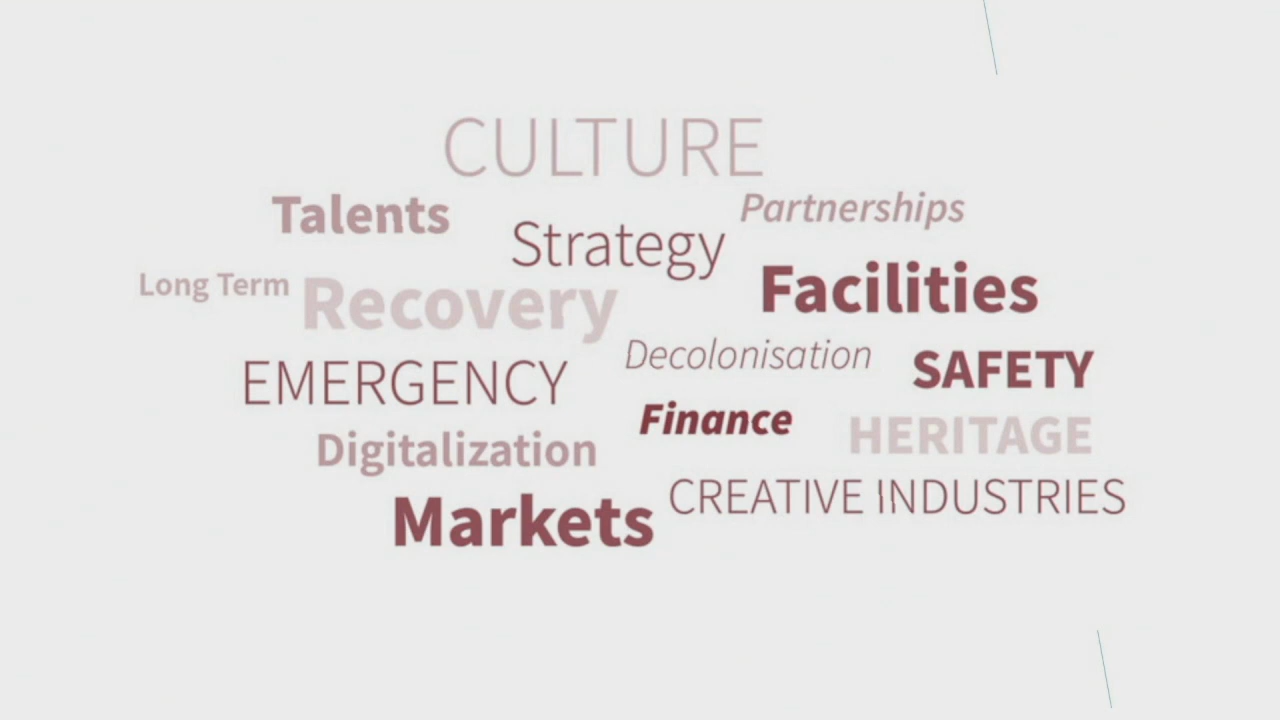 CULTURE
Talents
Partnerships
Strategy
Long Term
Recovery
Facilities
Decolonisation
EMERGENCY
SAFETY
Finance
HERITAGE
Digitalization
CREATIVE INDUSTRIES
Markets